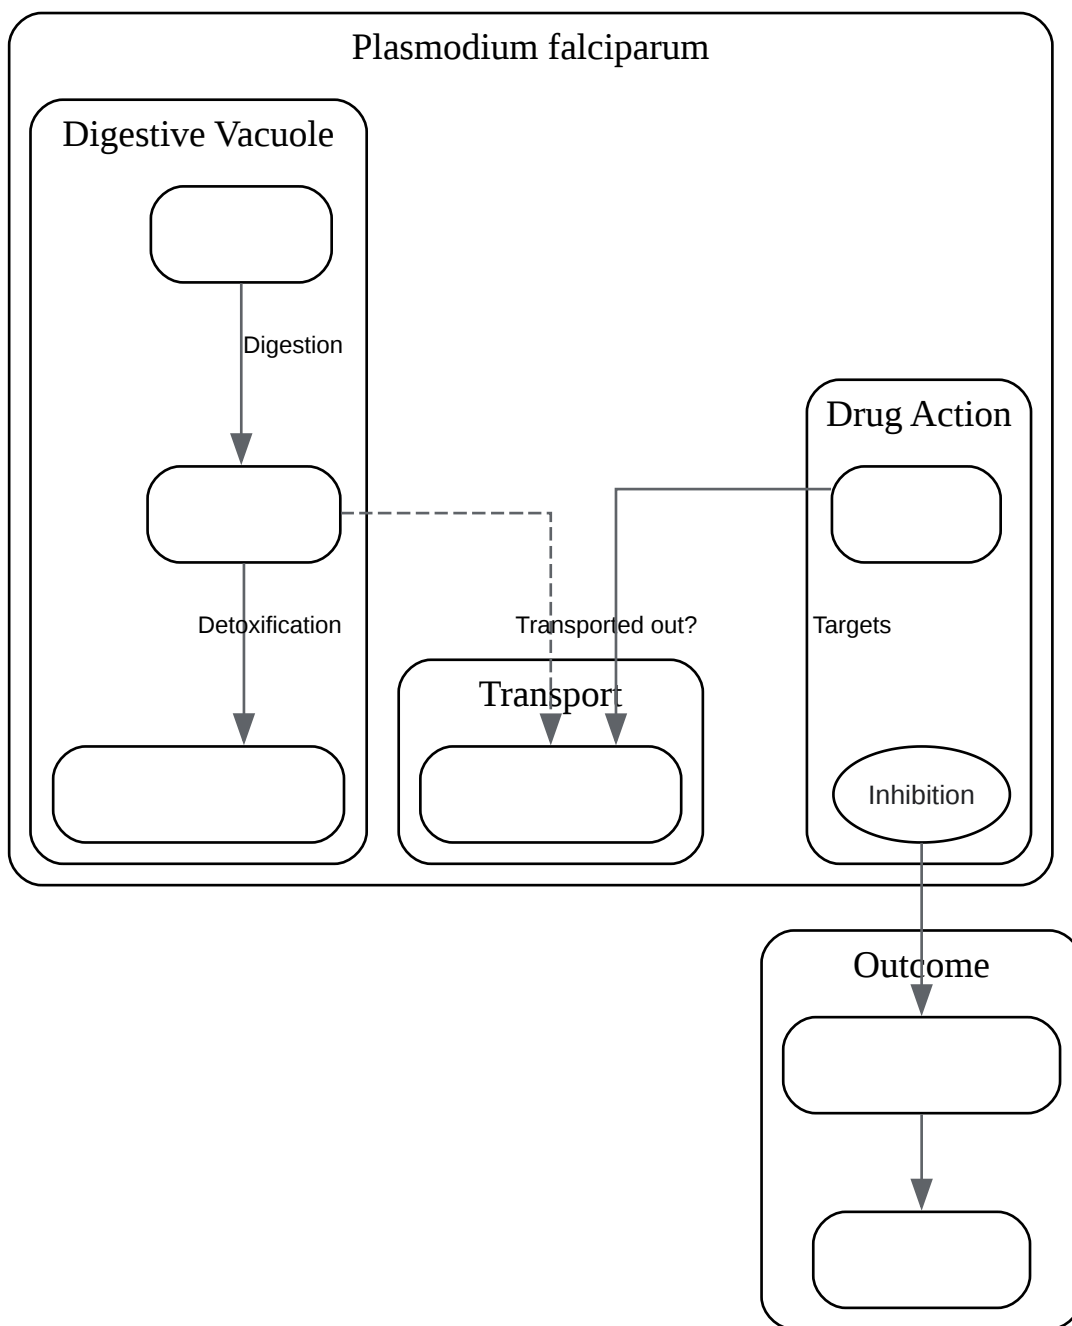 Plasmodium falciparum
Digestive Vacuole
Digestion
Drug Action
Detoxification
Transported out?
Targets
Transport
Inhibition
Outcome